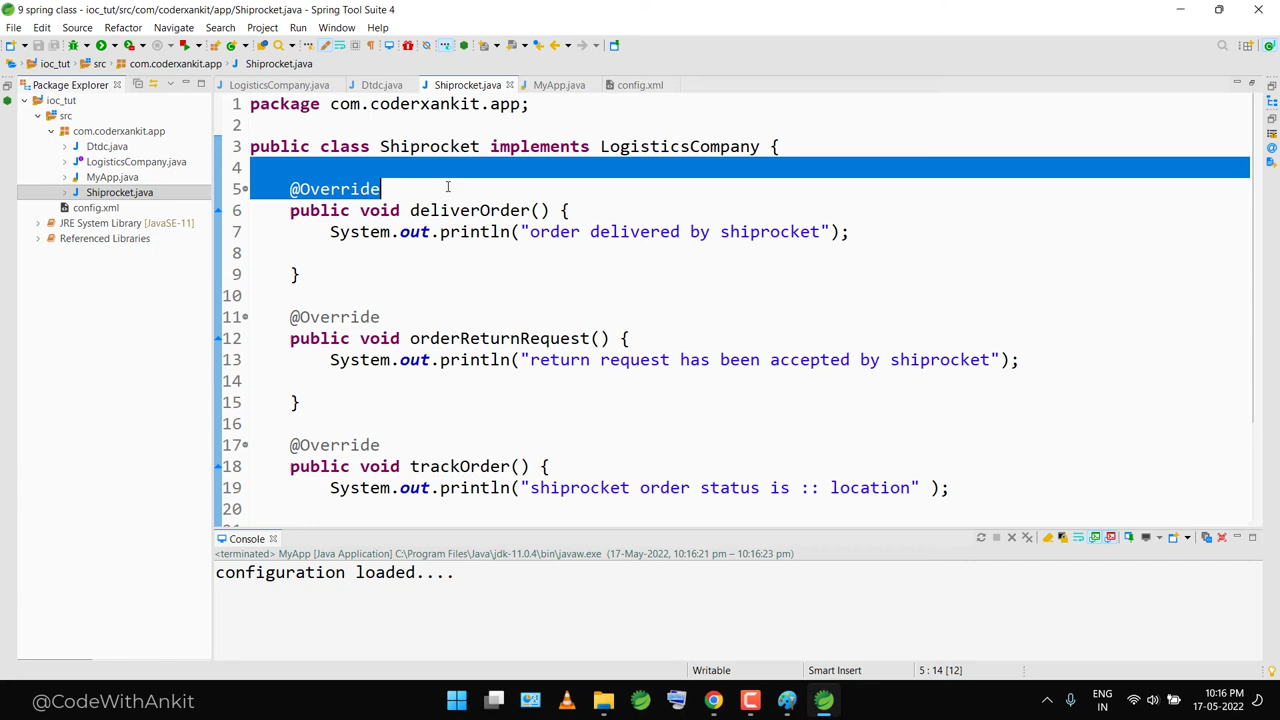 9 spring class - ioc_tut/src/com/coderxankit/app/Shiprocket.java - Spring Tool Suite 4
File Edit Source Refactor Navigate Search Project Run Window Help
ioc_tut src com.coderxankit.app Shiprocket.java
Package Explorer
LogisticsCompany.java Dtdc.java Shiprocket.java MyApp.java config.xml
ioc_tut
src
com.coderxankit.app
Dtdc.java
LogisticsCompany.java
MyApp.java
Shiprocket.java
config.xml
JRE System Library [JavaSE-11]
Referenced Libraries
1 package com.coderxankit.app;
2
3 public class Shiprocket implements LogisticsCompany {
4
5 @Override
6 public void deliverOrder() {
7 System.out.println("order delivered by shiprocket");
8
9 }
10
11 @Override
12 public void orderReturnRequest() {
13 System.out.println("return request has been accepted by shiprocket");
14
15 }
16
17 @Override
18 public void trackOrder() {
19 System.out.println("shiprocket order status is :: location" );
20
Console
<terminated> MyApp [Java Application] C:\Program Files\Java\jdk-11.0.4\bin\javaw.exe (17-May-2022, 10:16:21 pm – 10:16:23 pm)
configuration loaded....
Writable Smart Insert 5 : 14 [12]
@CodeWithAnkit
ENG
IN
10:16 PM
17-05-2022